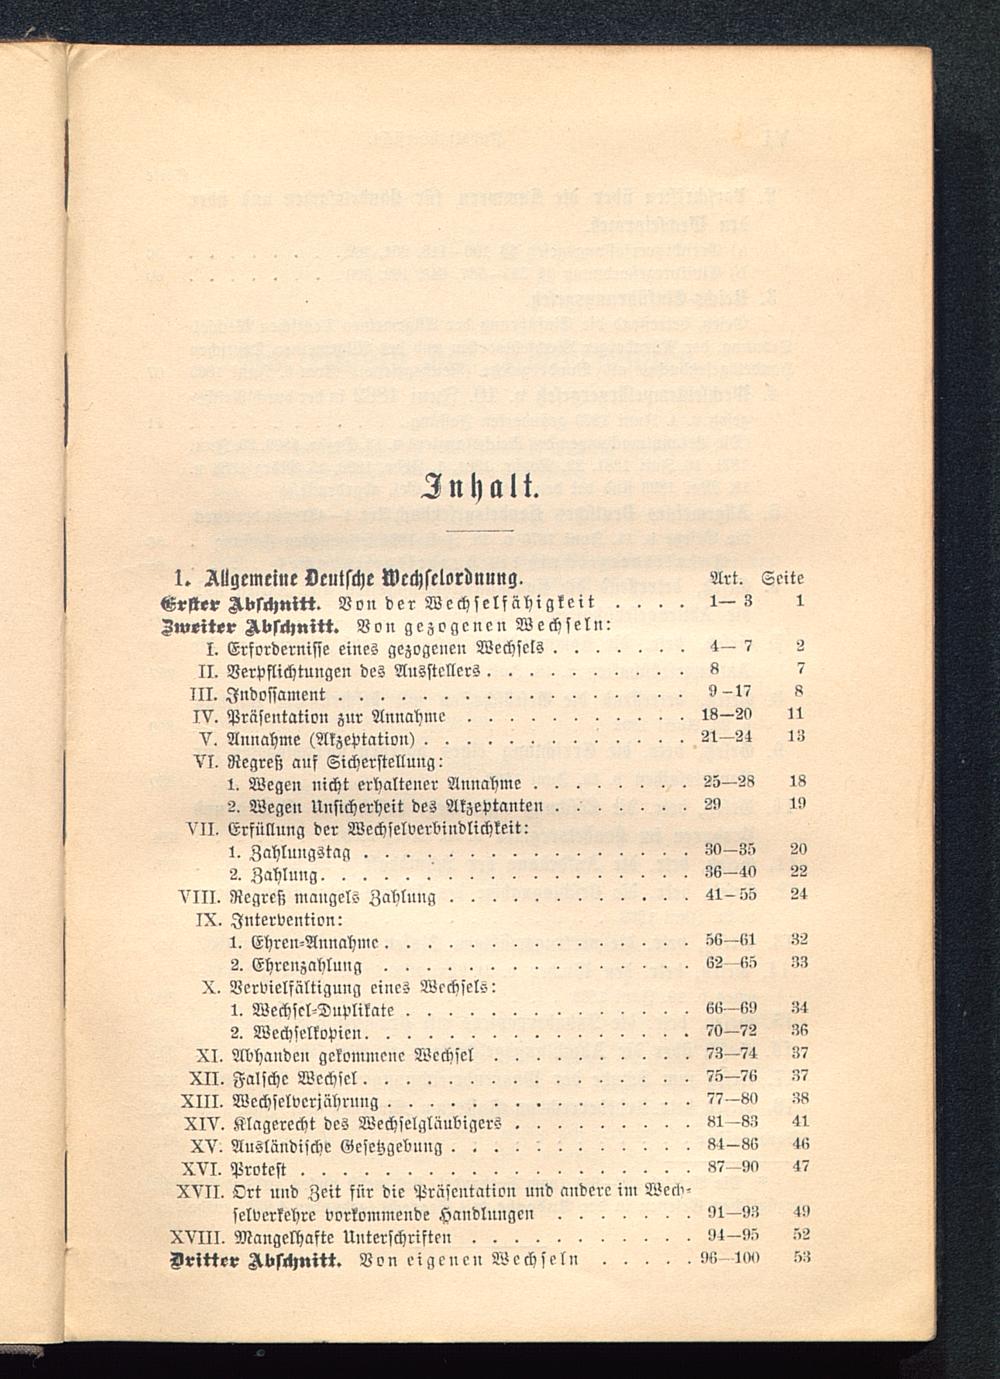 Inhalt.
1. Allgemeine Deutsche Wechselordnung. Art. Seite
Erster Abschnitt. Von der Wechselfähigkeit . . . . 1— 3 1
Zweiter Abschnitt. Von gezogenen Wechseln:
I. Erfordernisse eines gezogenen Wechsels . . . . . . . 4— 7 2
II. Verpflichtungen des Ausstellers . . . . . . . . . 8 7
III. Indossament . . . . . . . . . . . . . . . . 9-17 8
IV. Präsentation zur Annahme . . . . . . . . . . 18—20 11
V. Annahme (Akzeptation) . . . . . . . . . . . . 21—24 13
VI. Regreß auf Sicherstellung:
1. Wegen nicht erhaltener Annahme . . . . . . . . 25—28 18
2. Wegen Unsicherheit des Akzeptanten . . . . . . 29 19
VII. Erfüllung der Wechselverbindlichkeit:
1. Zahlungstag . . . . . . . . . . . . . . . 30—35 20
2. Zahlung. . . . . . . . . . . . . . . . . 36—40 22
VIII. Regreß mangels Zahlung . . . . . . . . . . . 41-55 24
IX. Intervention:
1. Ehren-Annahme . . . . . . . . . . . . . . 56—61 32
2. Ehrenzahlung . . . . . . . . . . . . . . 62—65 33
X. Vervielfältigung eines Wechsels:
1. Wechsel-Duplikate . . . . . . . . . . . . . 66—69 34
2. Wechselkopien. . . . . . . . . . . . . . . 70—72 36
XI. Abhanden gekommene Wechsel . . . . . . . . . 73—74 37
XII. Falsche Wechsel . . . . . . . . . . . . . . . 75—76 37
XIII. Wechselverjährung . . . . . . . . . . . . . . 77—80 38
XIV. Klagerecht des Wechselgläubigers . . . . . . . . 81—83 41
XV. Ausländische Gesetzgebung . . . . . . . . . . . 84-86 46
XVI. Protest . . . . . . . . . . . . . . . . . . 87—90 47
XVII. Ort und Zeit für die Präsentation und andere im Wech-
selverkehre vorkommende Handlungen . . . . . . . 91—93 49
XVIII. Mangelhafte Unterschriften . . . . . . . . . . 94—95 52
Dritter Abschnitt. Von eigenen Wechseln . . . . . 96—100 53